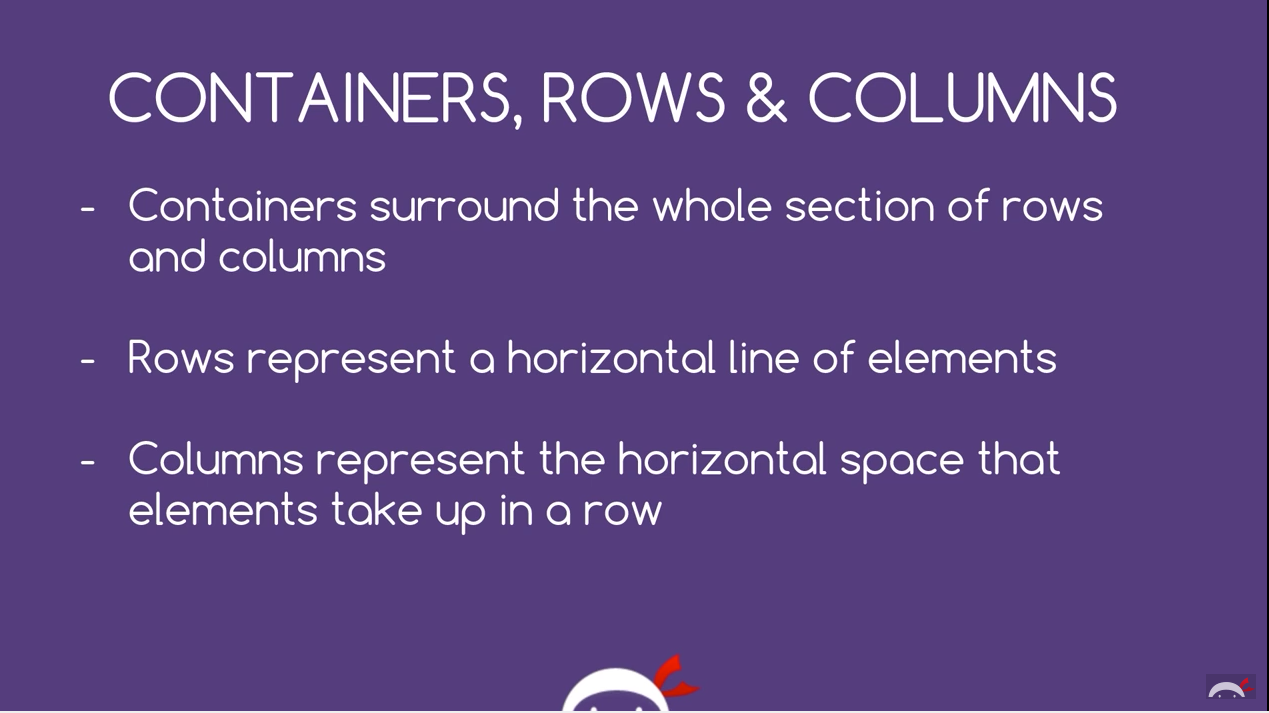 CONTAINERS, ROWS & COLUMNS
- Containers surround the whole section of rows
and columns
- Rows represent a horizontal line of elements
- Columns represent the horizontal space that
elements take up in a row